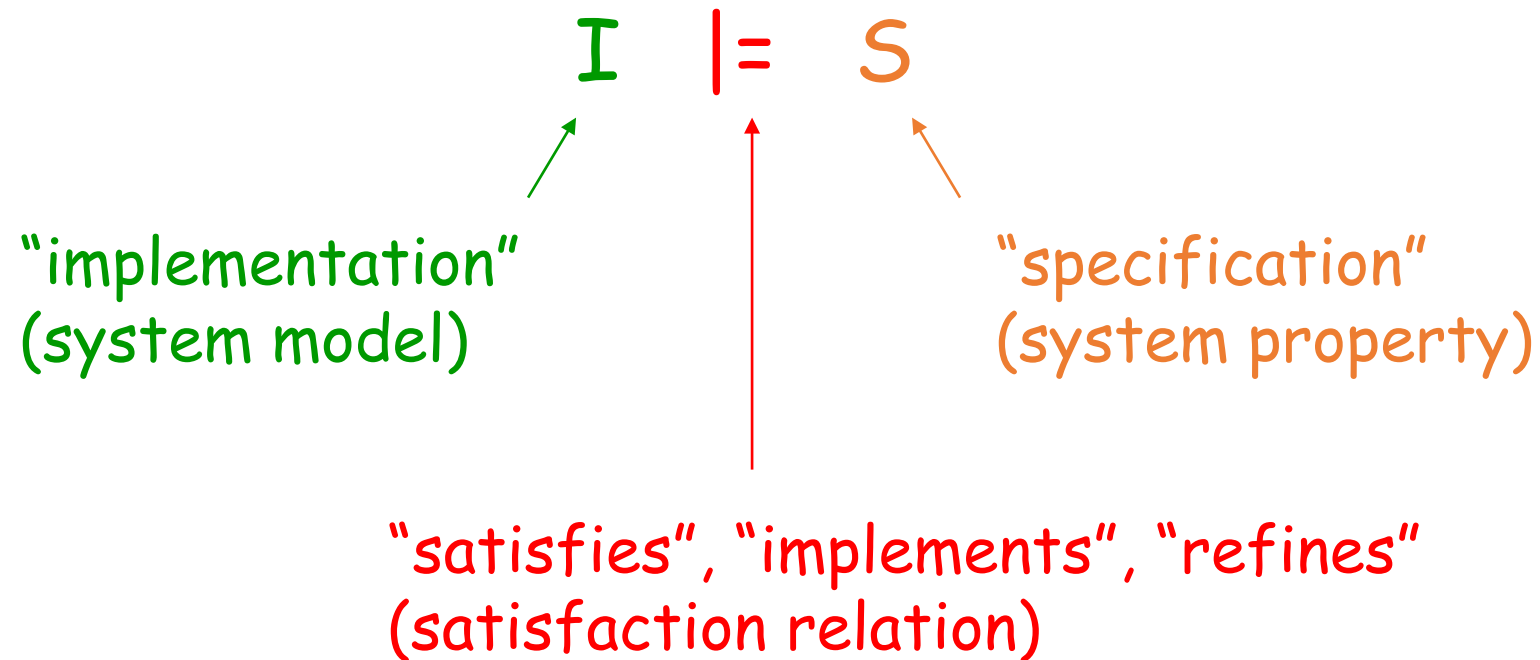 I |= S
“implementation”
(system model)
“specification”
(system property)
“satisfies”, “implements”, “refines”
(satisfaction relation)